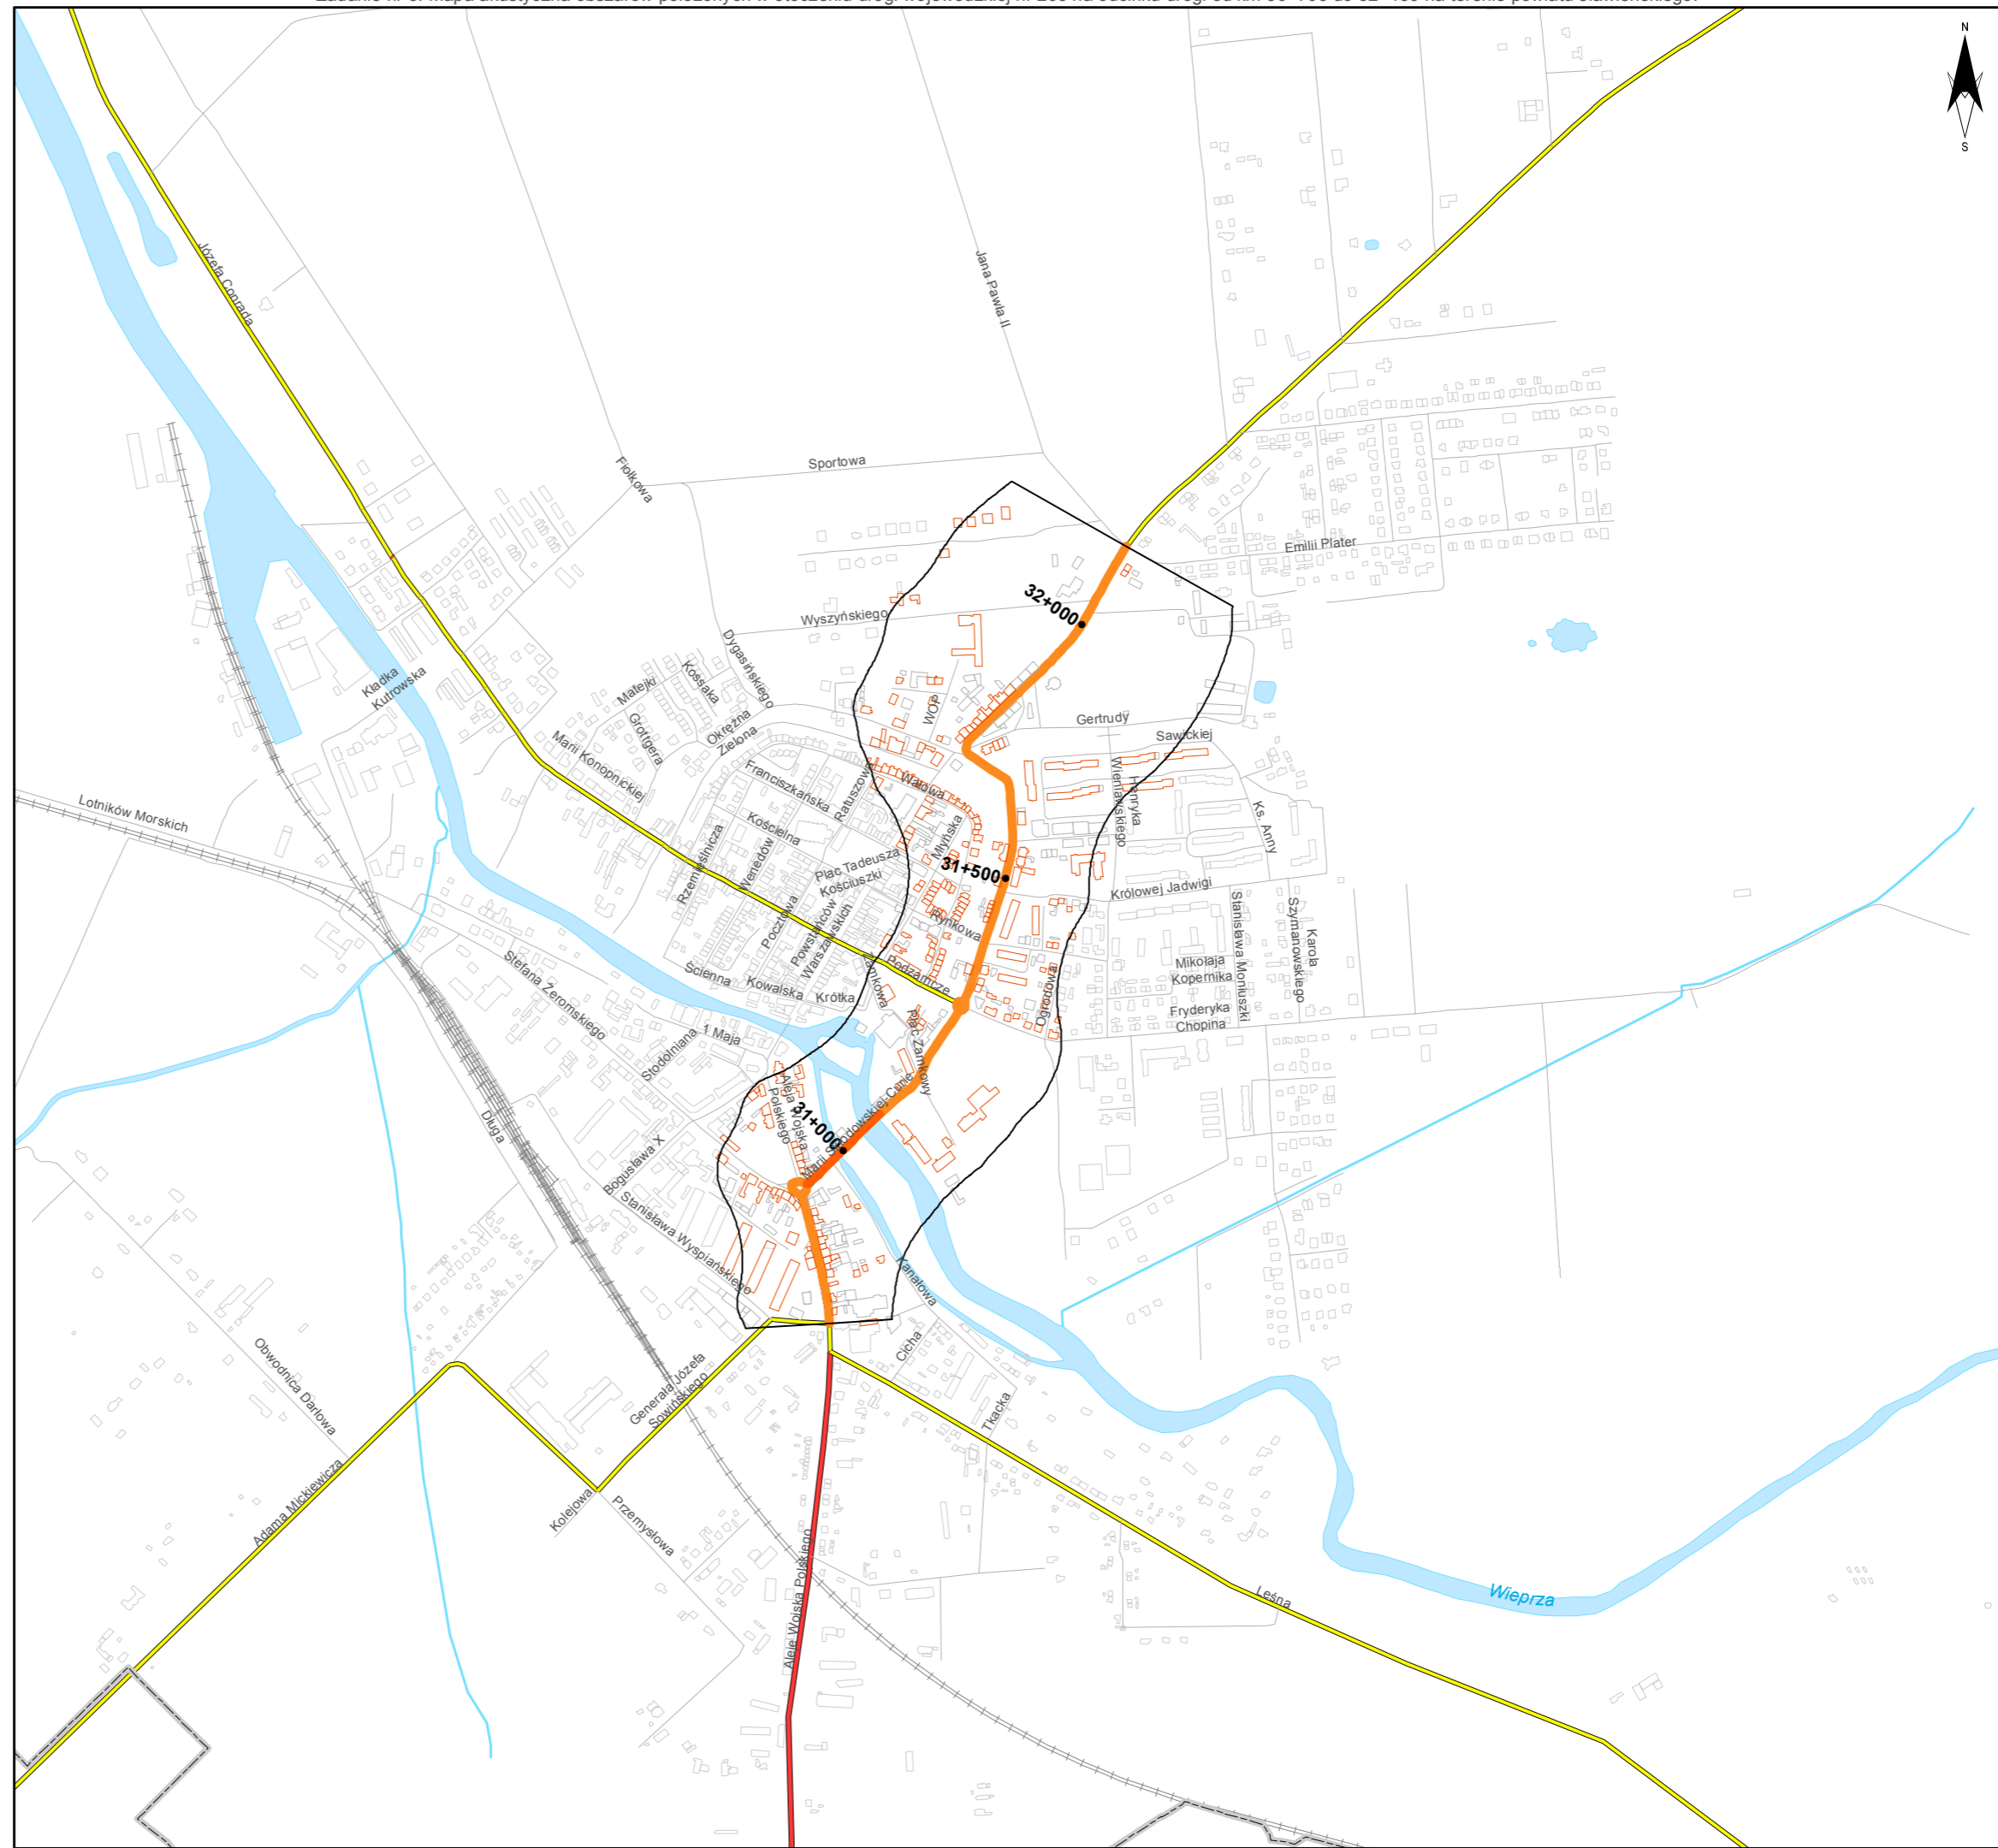 N
S
Józefa Conrada
Jana Pawła II
Sportowa
Fiołkowa
Emilii Plater
32+000
Wyszyńskiego
Dygasińskiego
Kossaka
Matejki
Kładka
Kutrowska
Grottgera
Okrężna
Zielona
WOP
Gertrudy
Sawickiej
Marii Konopnickiej
Franciszkańska
Ratuszowa
Wałowa
Wieniawskiego
Henryka
Lotników Morskich
Kościelna
Młyńska
Ks. Anny
Rzemieślnicza
Wenedów
Plac Tadeusza
Kościuszki
31+500
Królowej Jadwigi
Pocztowa
Powstańców
Warszawskich
Rynkowa
Stanisława Moniuszki
Szymanowskiego
Karola
Stefana Żeromskiego
Ścienna
Kowalska
Krótka
Zamkowa
Podzamcze
Ogrodowa
Mikołaja
Kopernika
Fryderyka
Chopina
1 Maja
Stodolniana
Plac Zamkowy
Aleja Wojska
Polskiego
31+000
Długa
Bogusława X
Stanisława Wyspiańskiego
Kanałowa
Cicha
Obwodnica Darłowa
Generała Józefa
Sowińskiego
Tkacka
Adama Mickiewicza
Kolejowa
Przemysłowa
Aleje Wojska Polskiego
Leśna
Wieprza